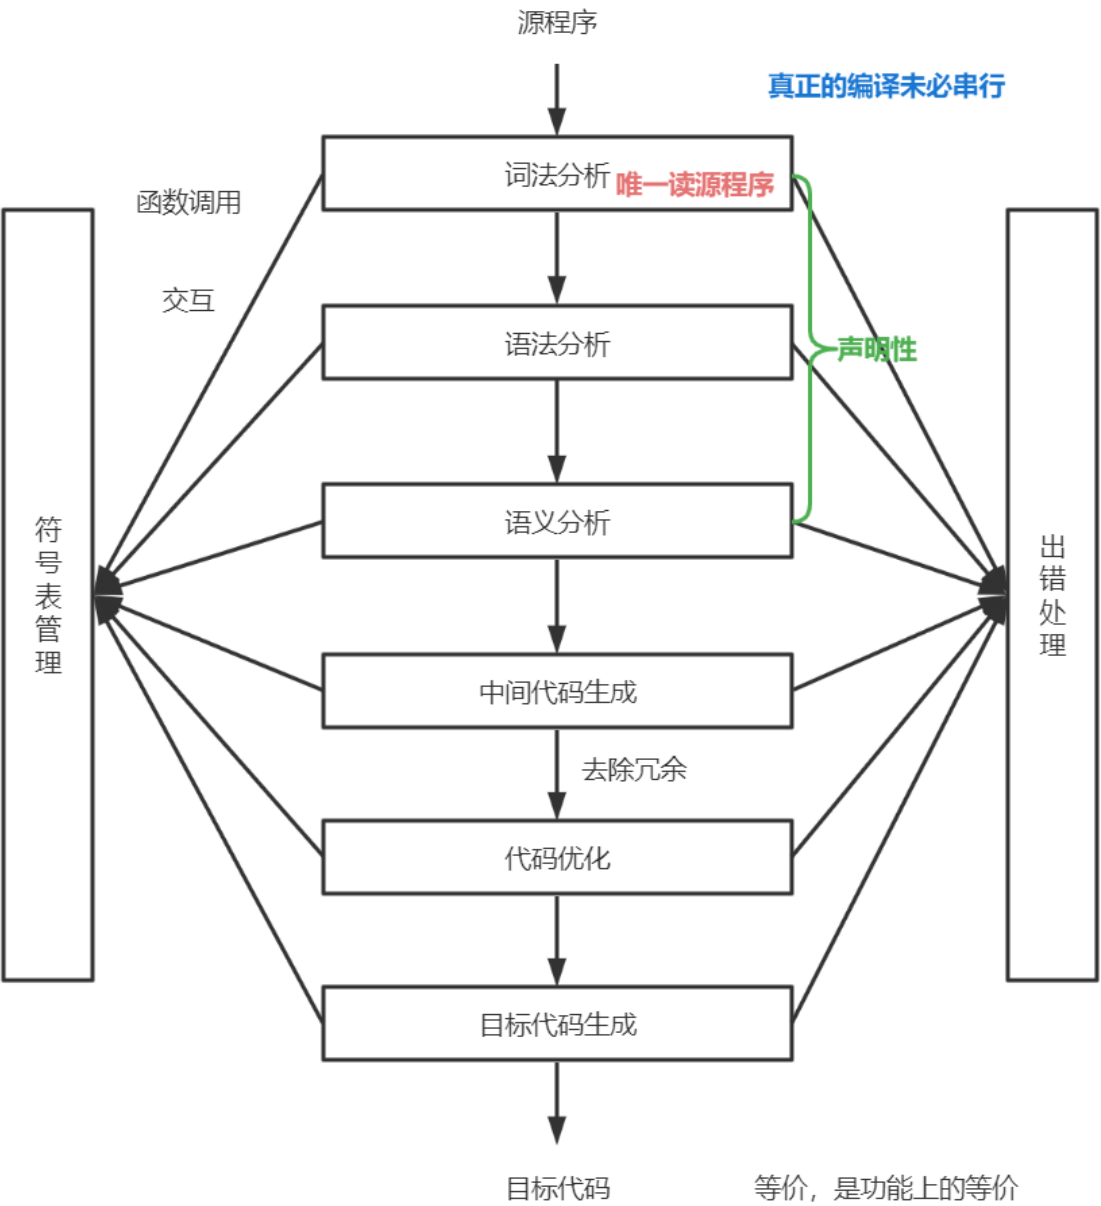 源程序
真正的编译未必串行
词法分析
唯一读源程序
函数调用
交互
语法分析
声明性
语义分析
符号表管理
出错处理
中间代码生成
去除冗余
代码优化
目标代码生成
目标代码
等价，是功能上的等价